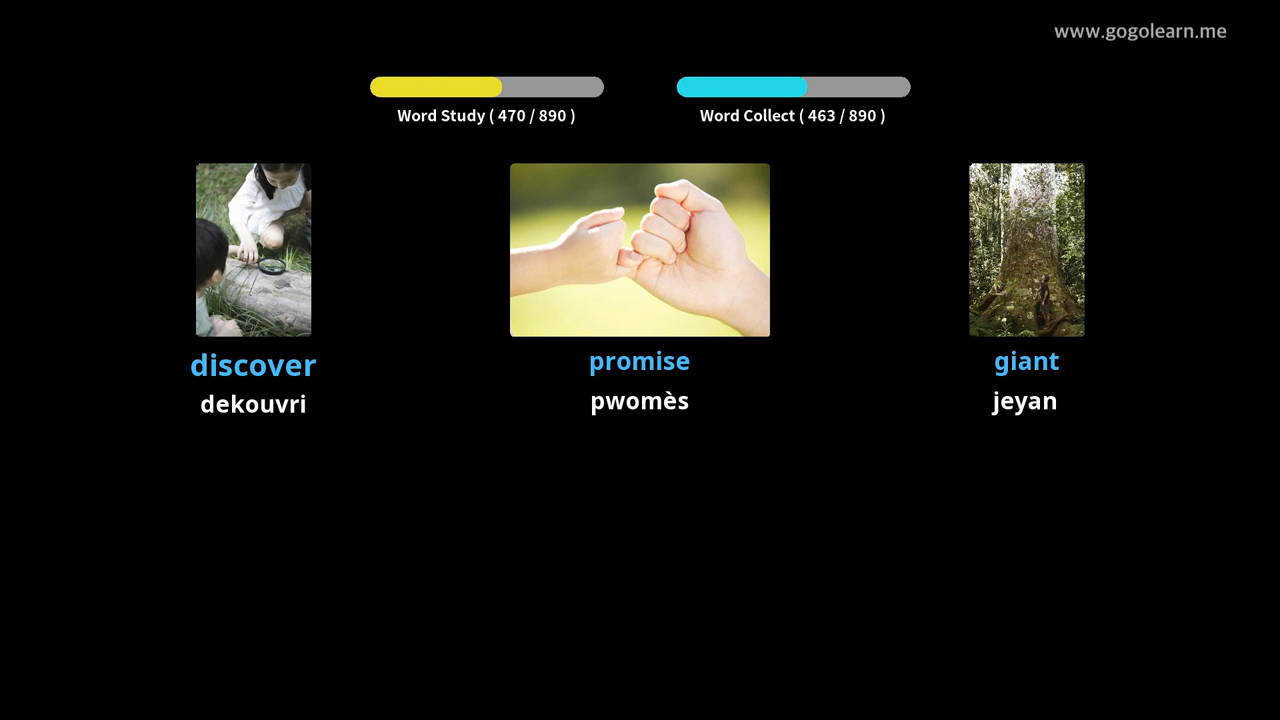 www.gogolearn.me
Word Study ( 470 / 890 )
Word Collect ( 463 / 890 )
discover
dekouvri
promise
pwomès
giant
jeyan